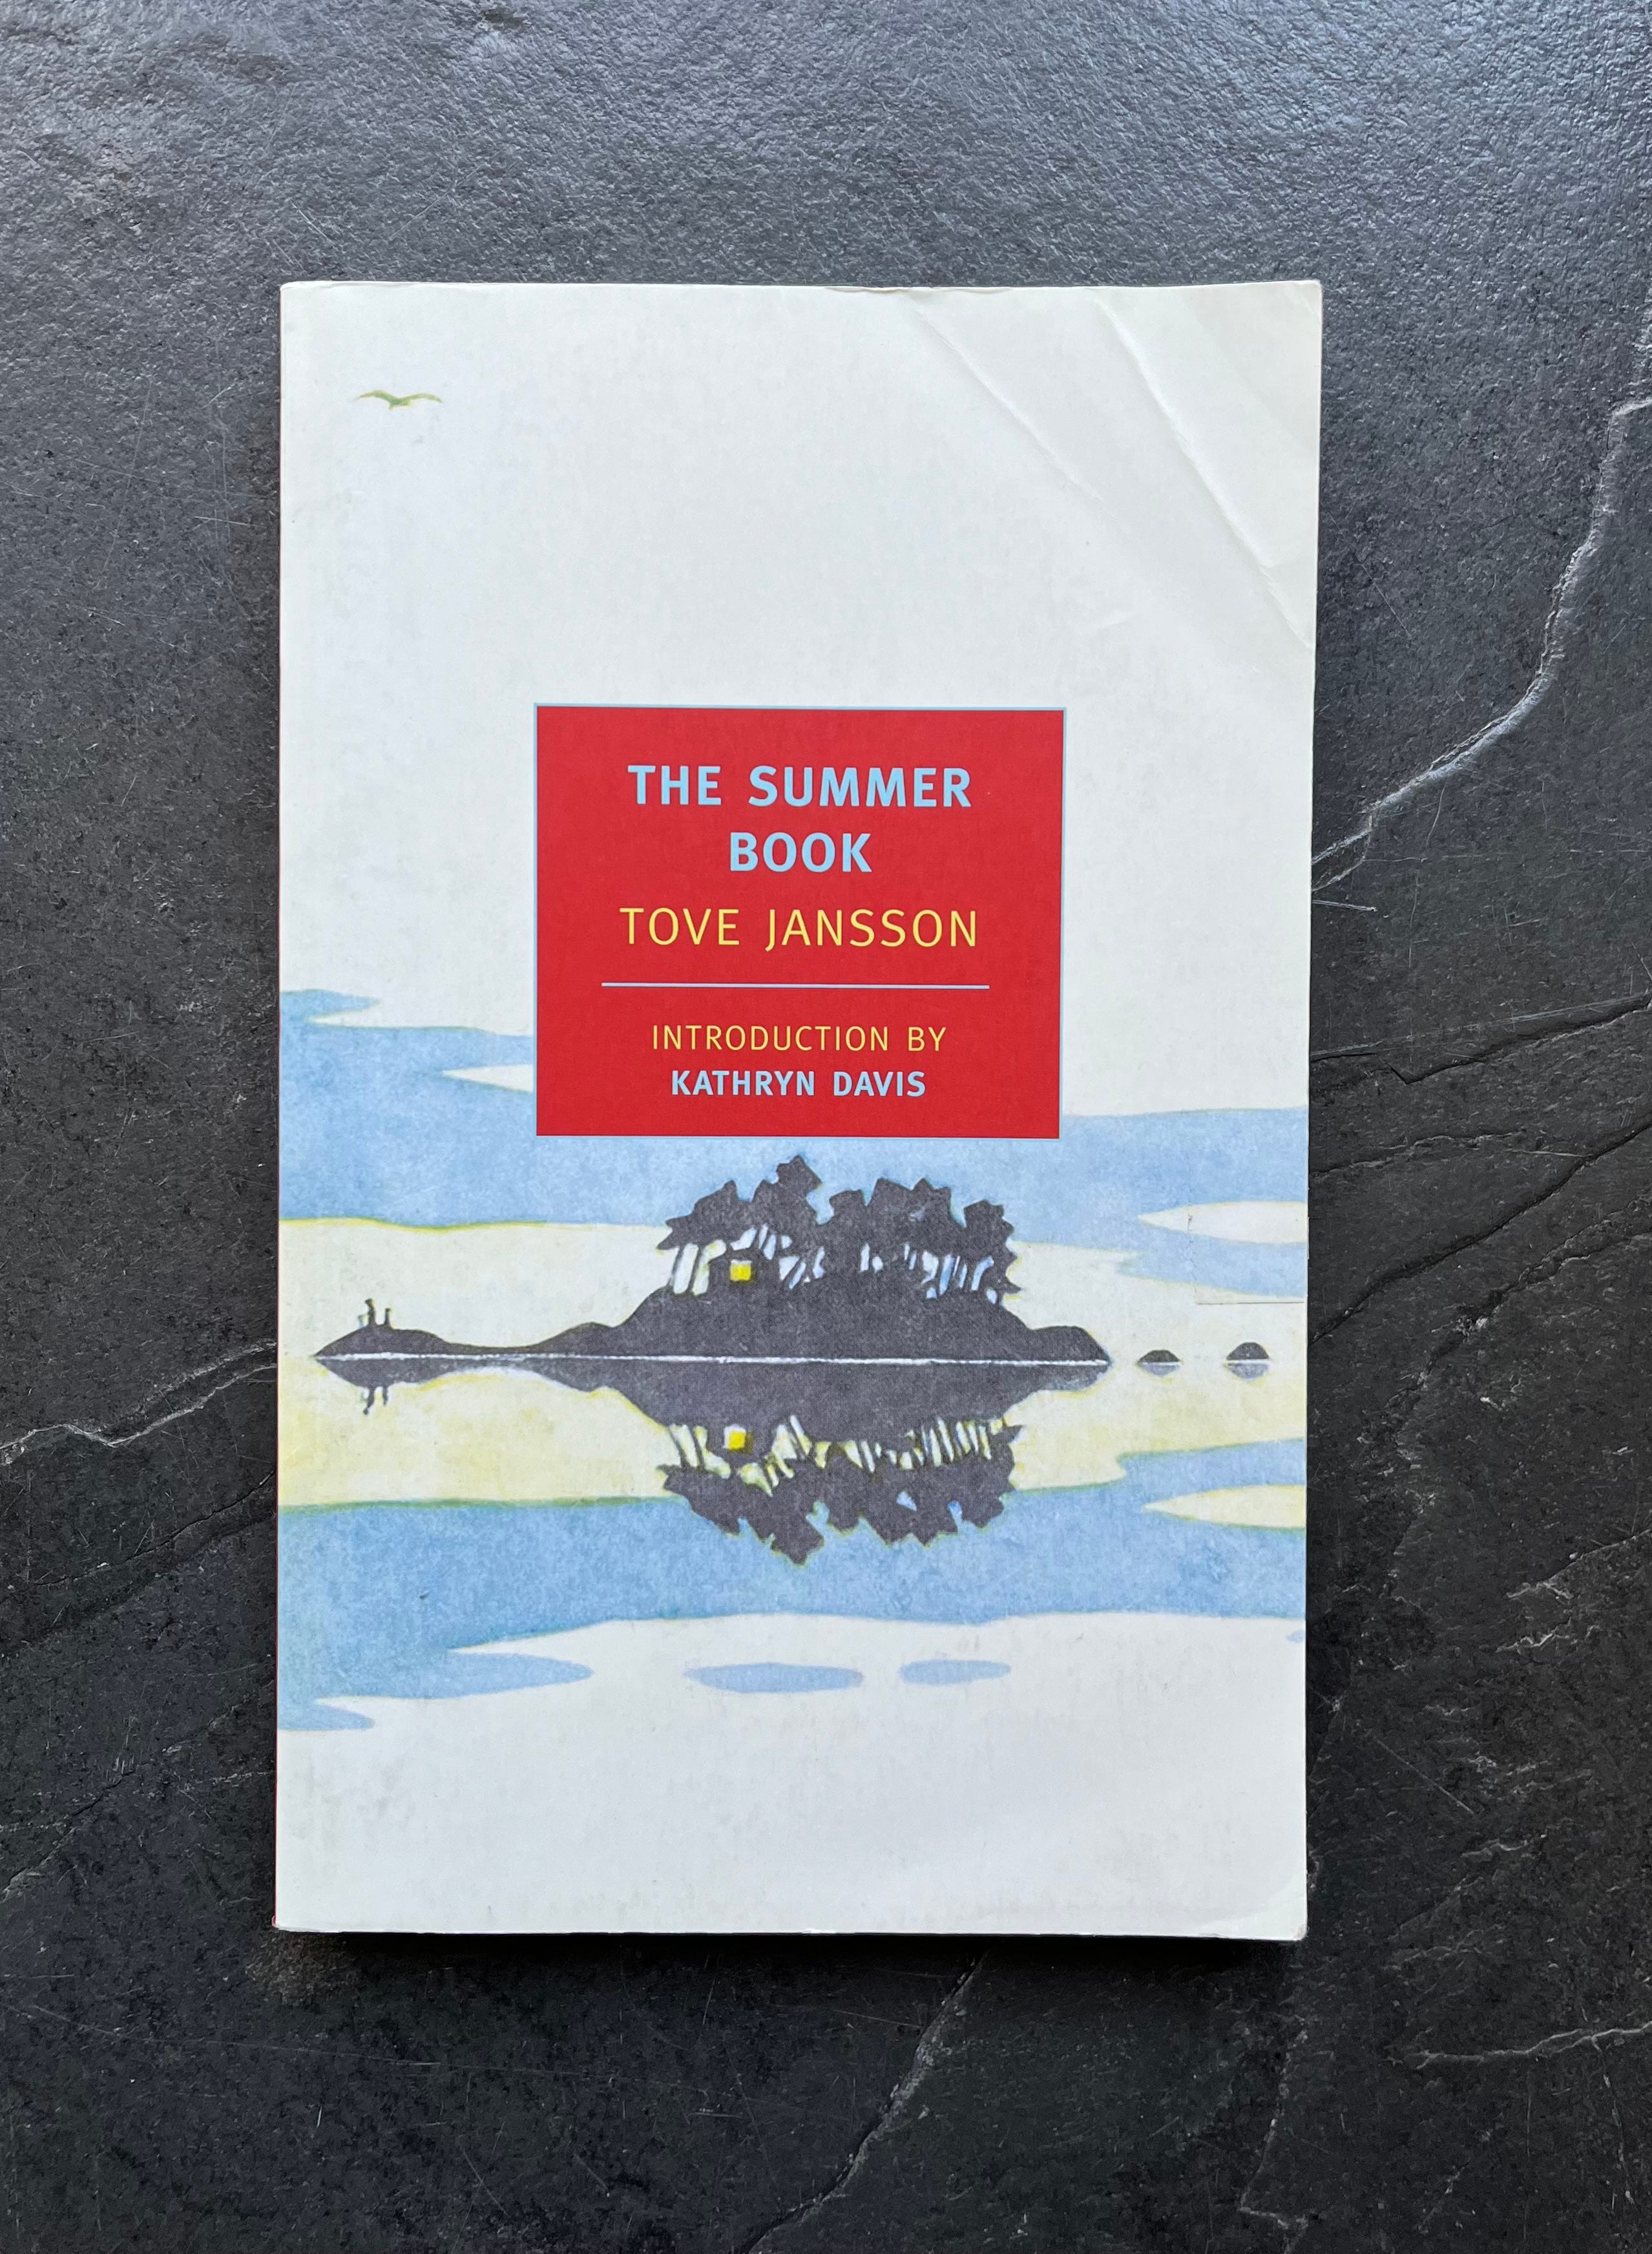 THE SUMMER
BOOK
TOVE JANSSON
INTRODUCTION BY
KATHRYN DAVIS